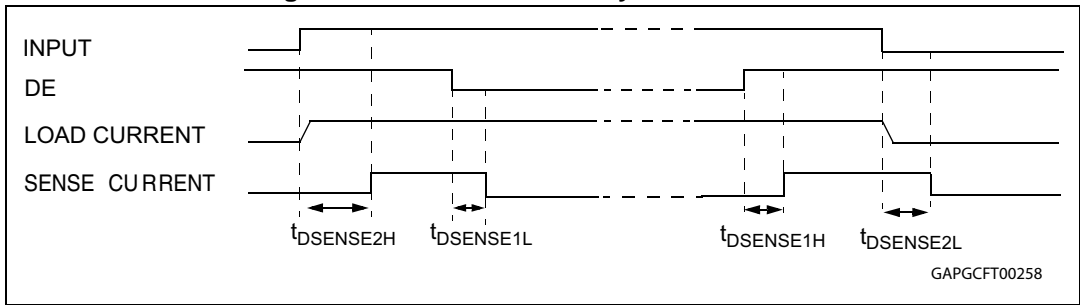 INPUT
DE
LOAD CURRENT
SENSE CURRENT
tDSENSE2H
tDSENSE1L
tDSENSE1H
tDSENSE2L
GAPGCFT00258